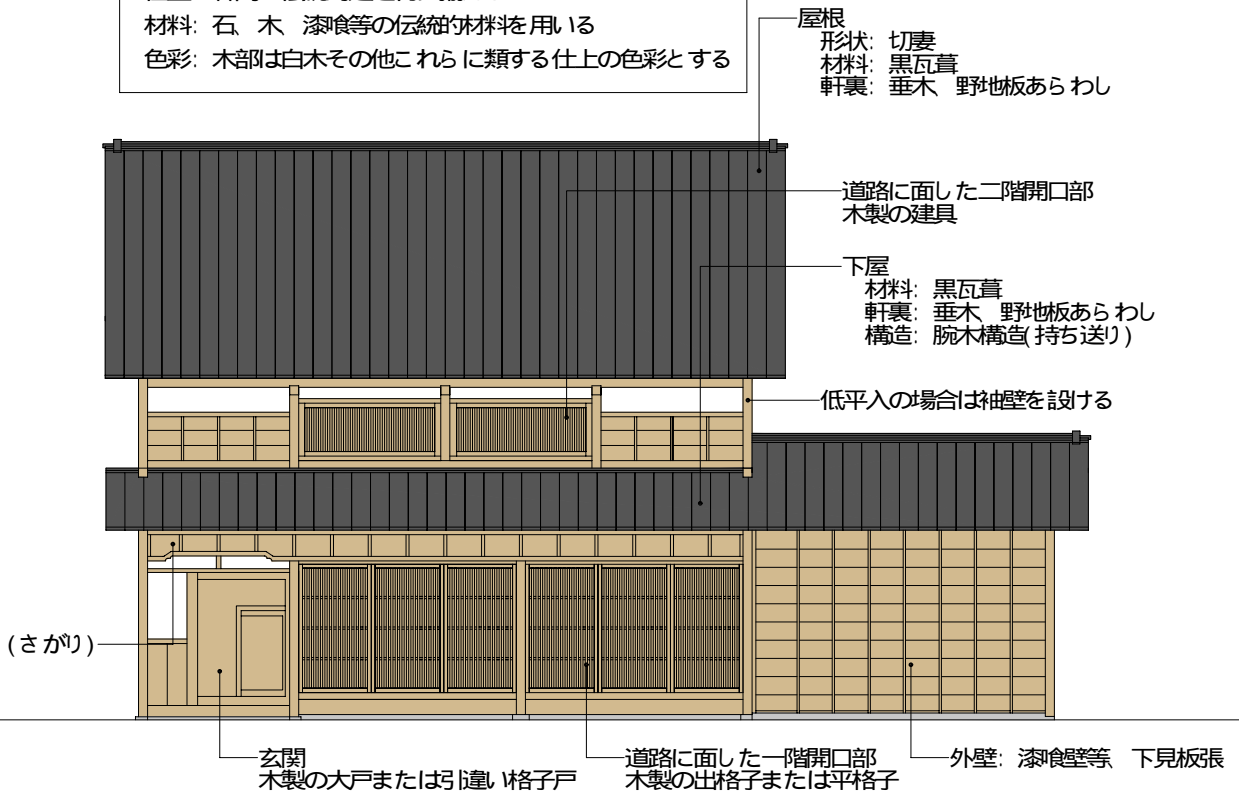 材料: 石、木、漆喰等の伝統的材料を用いる
色彩: 木部は白木その他これらに類する仕上の色彩とする
屋根
形状: 切妻
材料: 黒瓦葺
軒裏: 垂木、野地板あらわし
道路に面した二階開口部
木製の建具
下屋
材料: 黒瓦葺
軒裏: 垂木、野地板あらわし
構造: 腕木構造(持ち送り)
低平入の場合は袖壁を設ける
(さがり)
玄関
木製の大戸または引違い格子戸
道路に面した一階開口部
木製の出格子または平格子
外壁: 漆喰壁等、下見板張